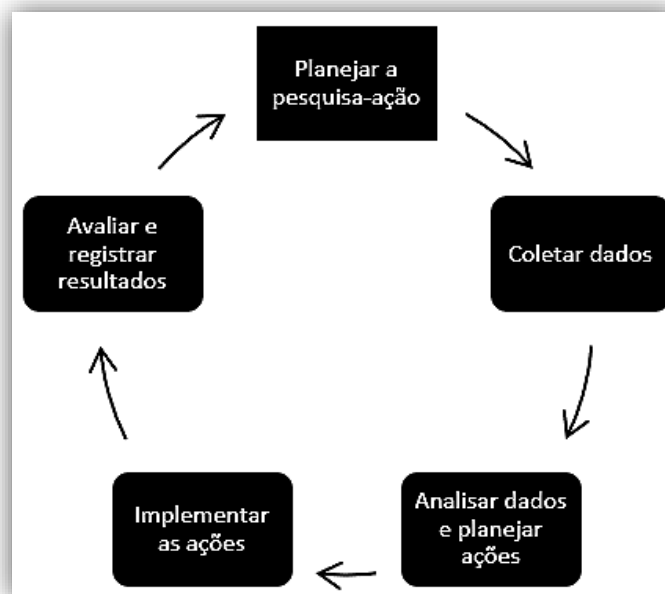 Planejar a
pesquisa-ação
Coletar dados
Analisar dados
e planejar
ações
Implementar
as ações
Avaliar e
registrar
resultados